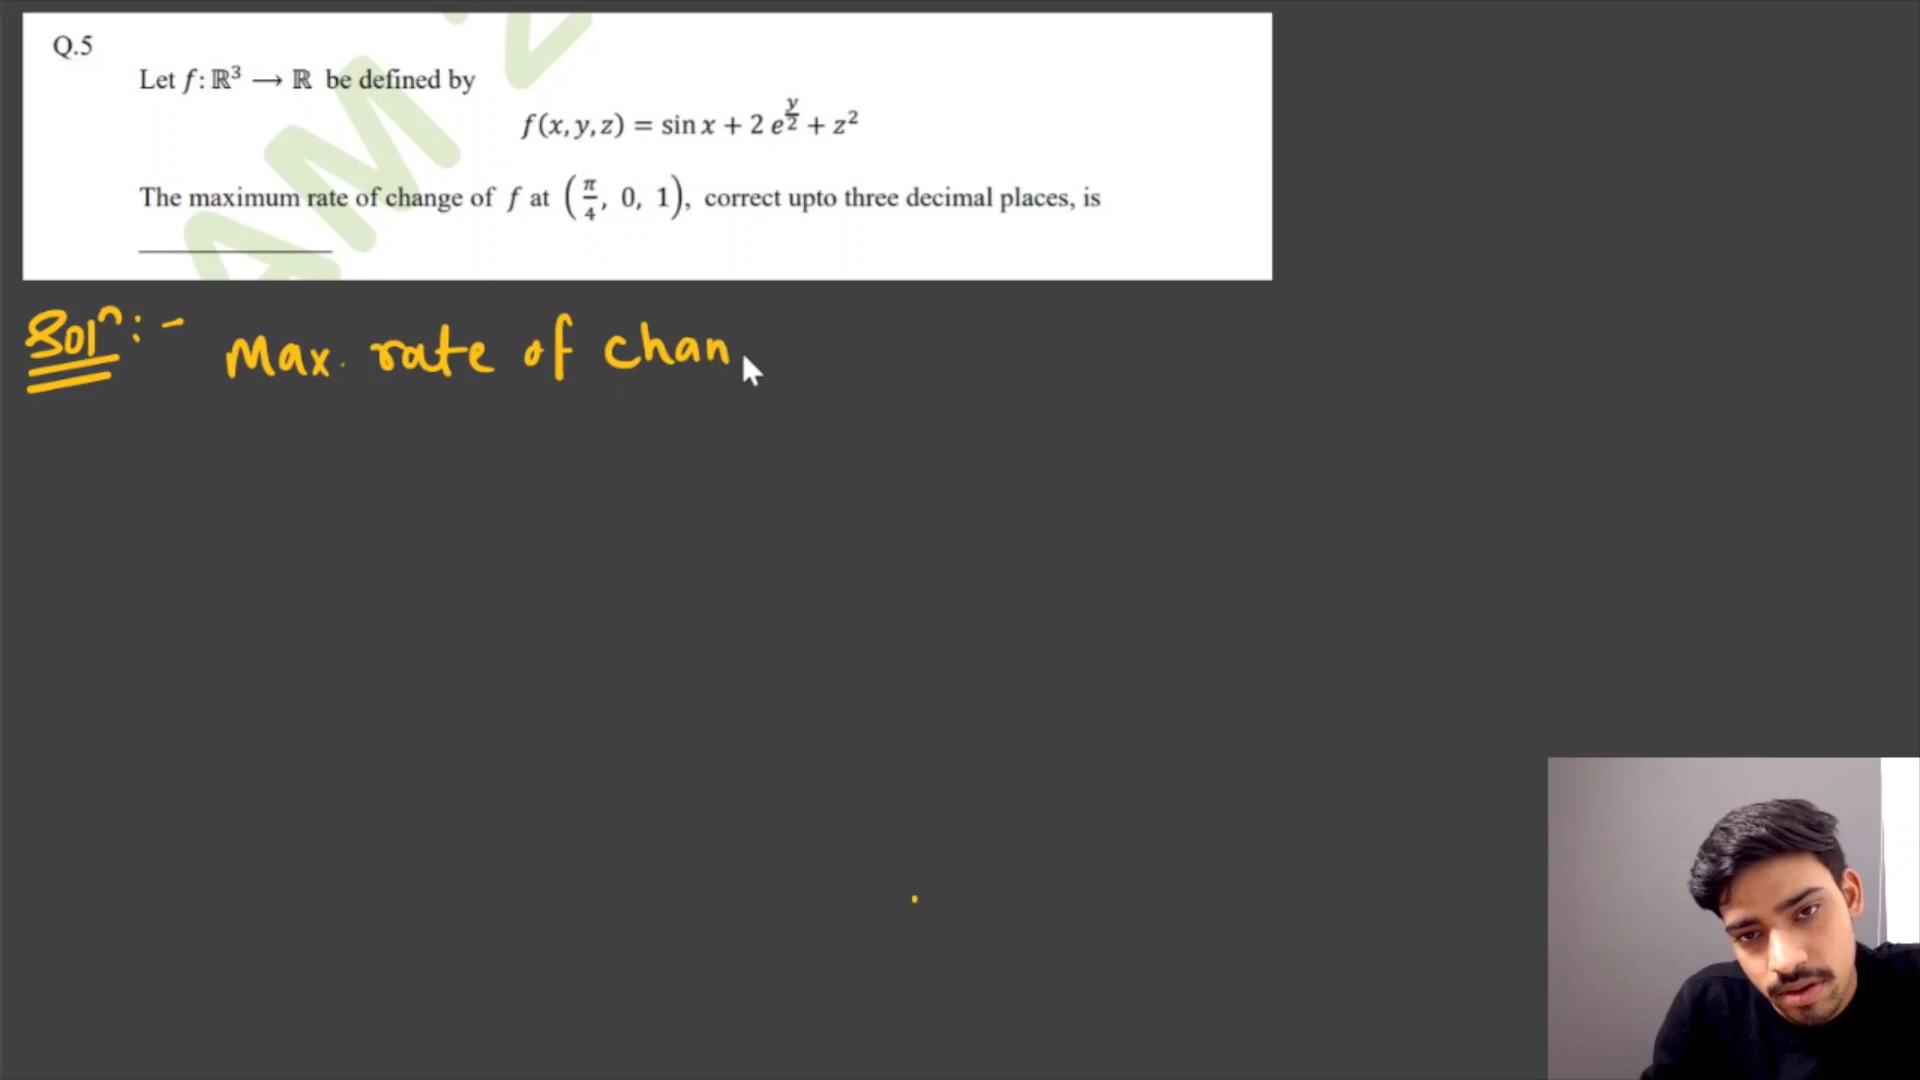 Q.5
Let f: ℝ³ ⟶ ℝ be defined by
f(x, y, z) = sin x + 2 e^{y/2} + z²
The maximum rate of change of f at (π/4, 0, 1), correct upto three decimal places, is
Solⁿ:- Max. rate of chan